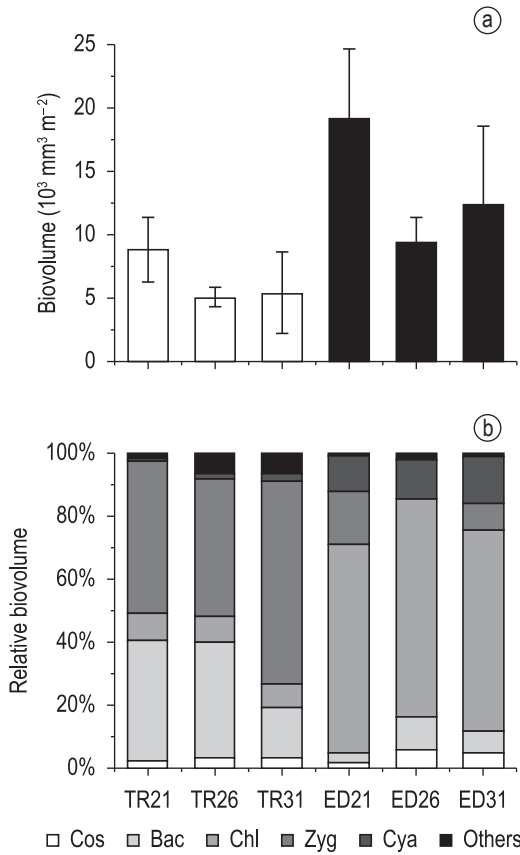 a
25
20
15
10
5
0
Biovolume (10³ mm³ m⁻²)
b
100%
80%
60%
40%
20%
0%
Relative biovolume
TR21 TR26 TR31 ED21 ED26 ED31
Cos Bac Chl Zyg Cya Others